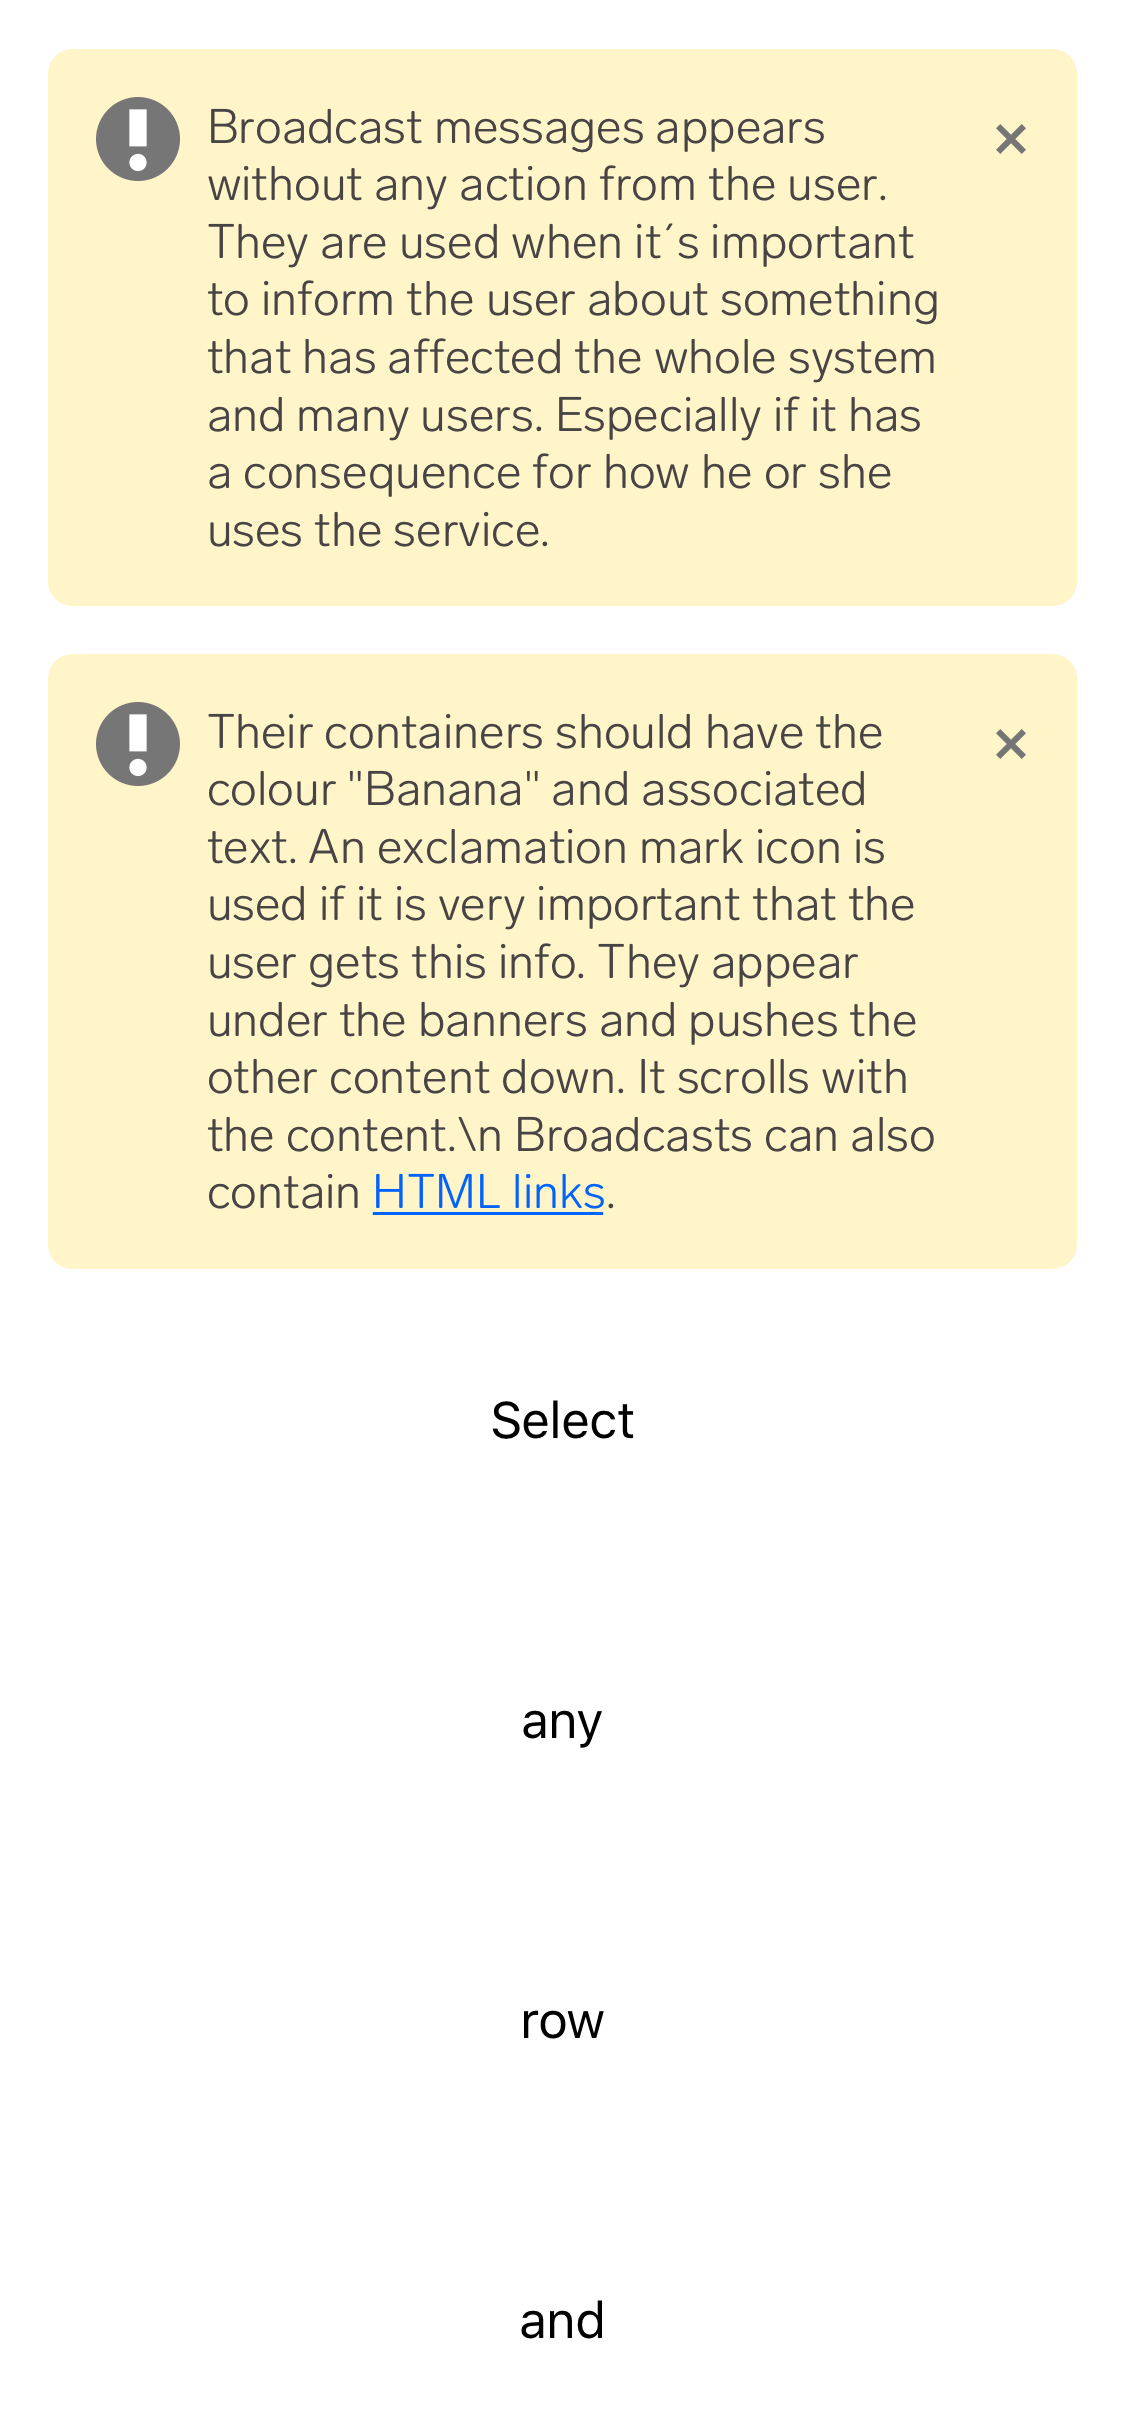 Broadcast messages appears
without any action from the user.
They are used when it´s important
to inform the user about something
that has affected the whole system
and many users. Especially if it has
a consequence for how he or she
uses the service.
Their containers should have the
colour "Banana" and associated
text. An exclamation mark icon is
used if it is very important that the
user gets this info. They appear
under the banners and pushes the
other content down. It scrolls with
the content.\n Broadcasts can also
contain HTML links.
Select
any
row
and